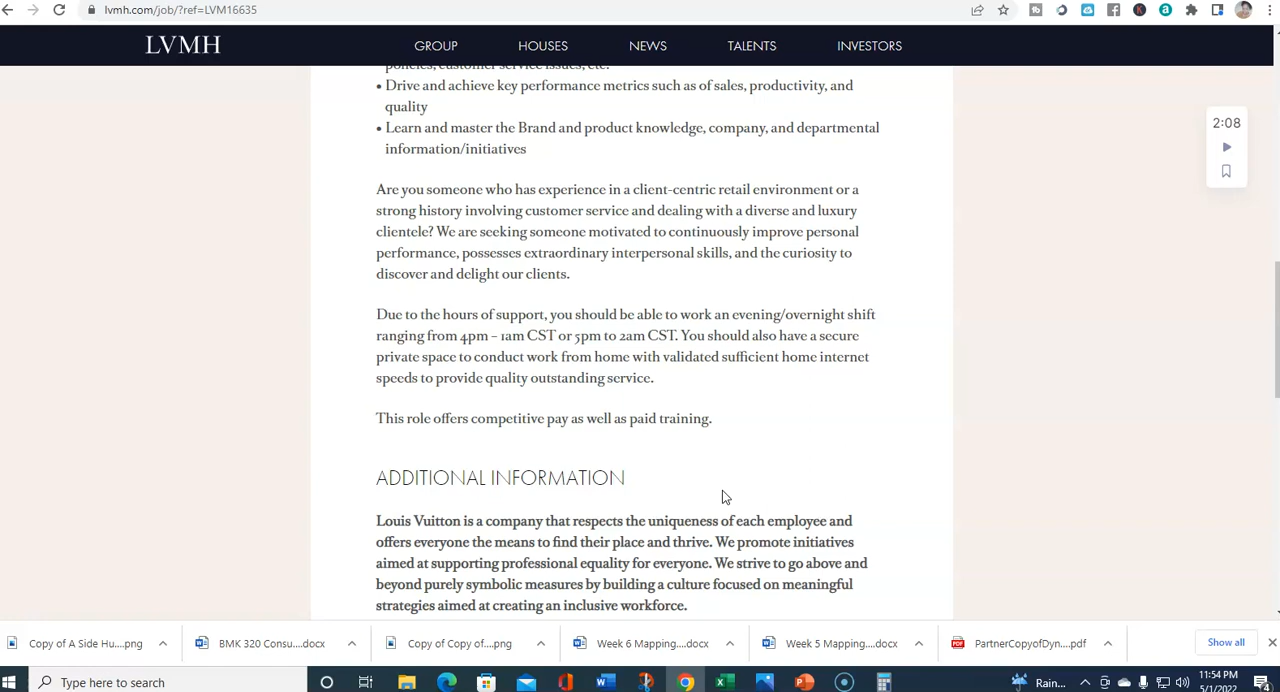 lvmh.com/job/?ref=LVM16635
LVMH
GROUP
HOUSES
NEWS
TALENTS
INVESTORS
policies, customer service issues, etc.
• Drive and achieve key performance metrics such as of sales, productivity, and
quality
• Learn and master the Brand and product knowledge, company, and departmental
information/initiatives
2:08
Are you someone who has experience in a client-centric retail environment or a
strong history involving customer service and dealing with a diverse and luxury
clientele? We are seeking someone motivated to continuously improve personal
performance, possesses extraordinary interpersonal skills, and the curiosity to
discover and delight our clients.
Due to the hours of support, you should be able to work an evening/overnight shift
ranging from 4pm – 1am CST or 5pm to 2am CST. You should also have a secure
private space to conduct work from home with validated sufficient home internet
speeds to provide quality outstanding service.
This role offers competitive pay as well as paid training.
ADDITIONAL INFORMATION
Louis Vuitton is a company that respects the uniqueness of each employee and
offers everyone the means to find their place and thrive. We promote initiatives
aimed at supporting professional equality for everyone. We strive to go above and
beyond purely symbolic measures by building a culture focused on meaningful
strategies aimed at creating an inclusive workforce.
Copy of A Side Hu....png
BMK 320 Consu....docx
Copy of Copy of....png
Week 6 Mapping....docx
Week 5 Mapping....docx
PartnerCopyofDyn....pdf
Show all
Type here to search
Rain...
11:54 PM
5/1/2022